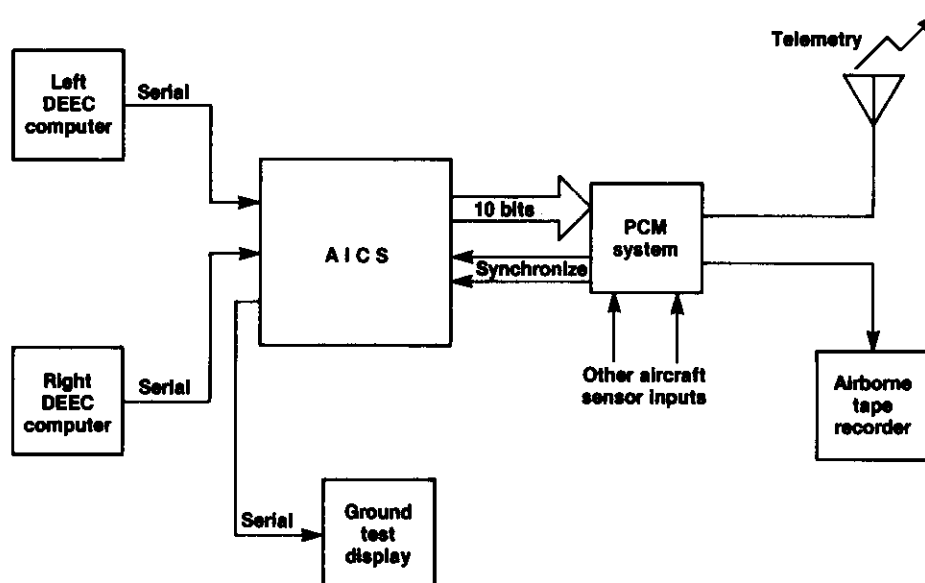 Telemetry
Left
DEEC
computer
Serial
AICS
10 bits
Synchronize
PCM
system
Other aircraft
sensor inputs
Right
DEEC
computer
Serial
Airborne
tape
recorder
Serial
Ground
test
display